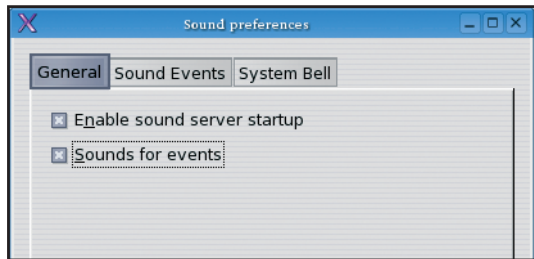 Sound preferences
General Sound Events System Bell
Enable sound server startup
Sounds for events